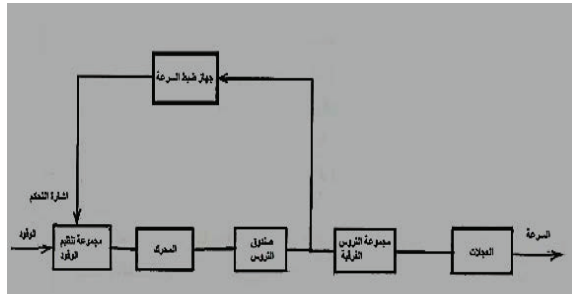 جهاز ضبط السرعة
اشارة التحكم
الوقود
مجموعة تنظيم
الوقود
المحرك
صندوق
التروس
مجموعة التروس
الفرقية
العجلات
السرعة